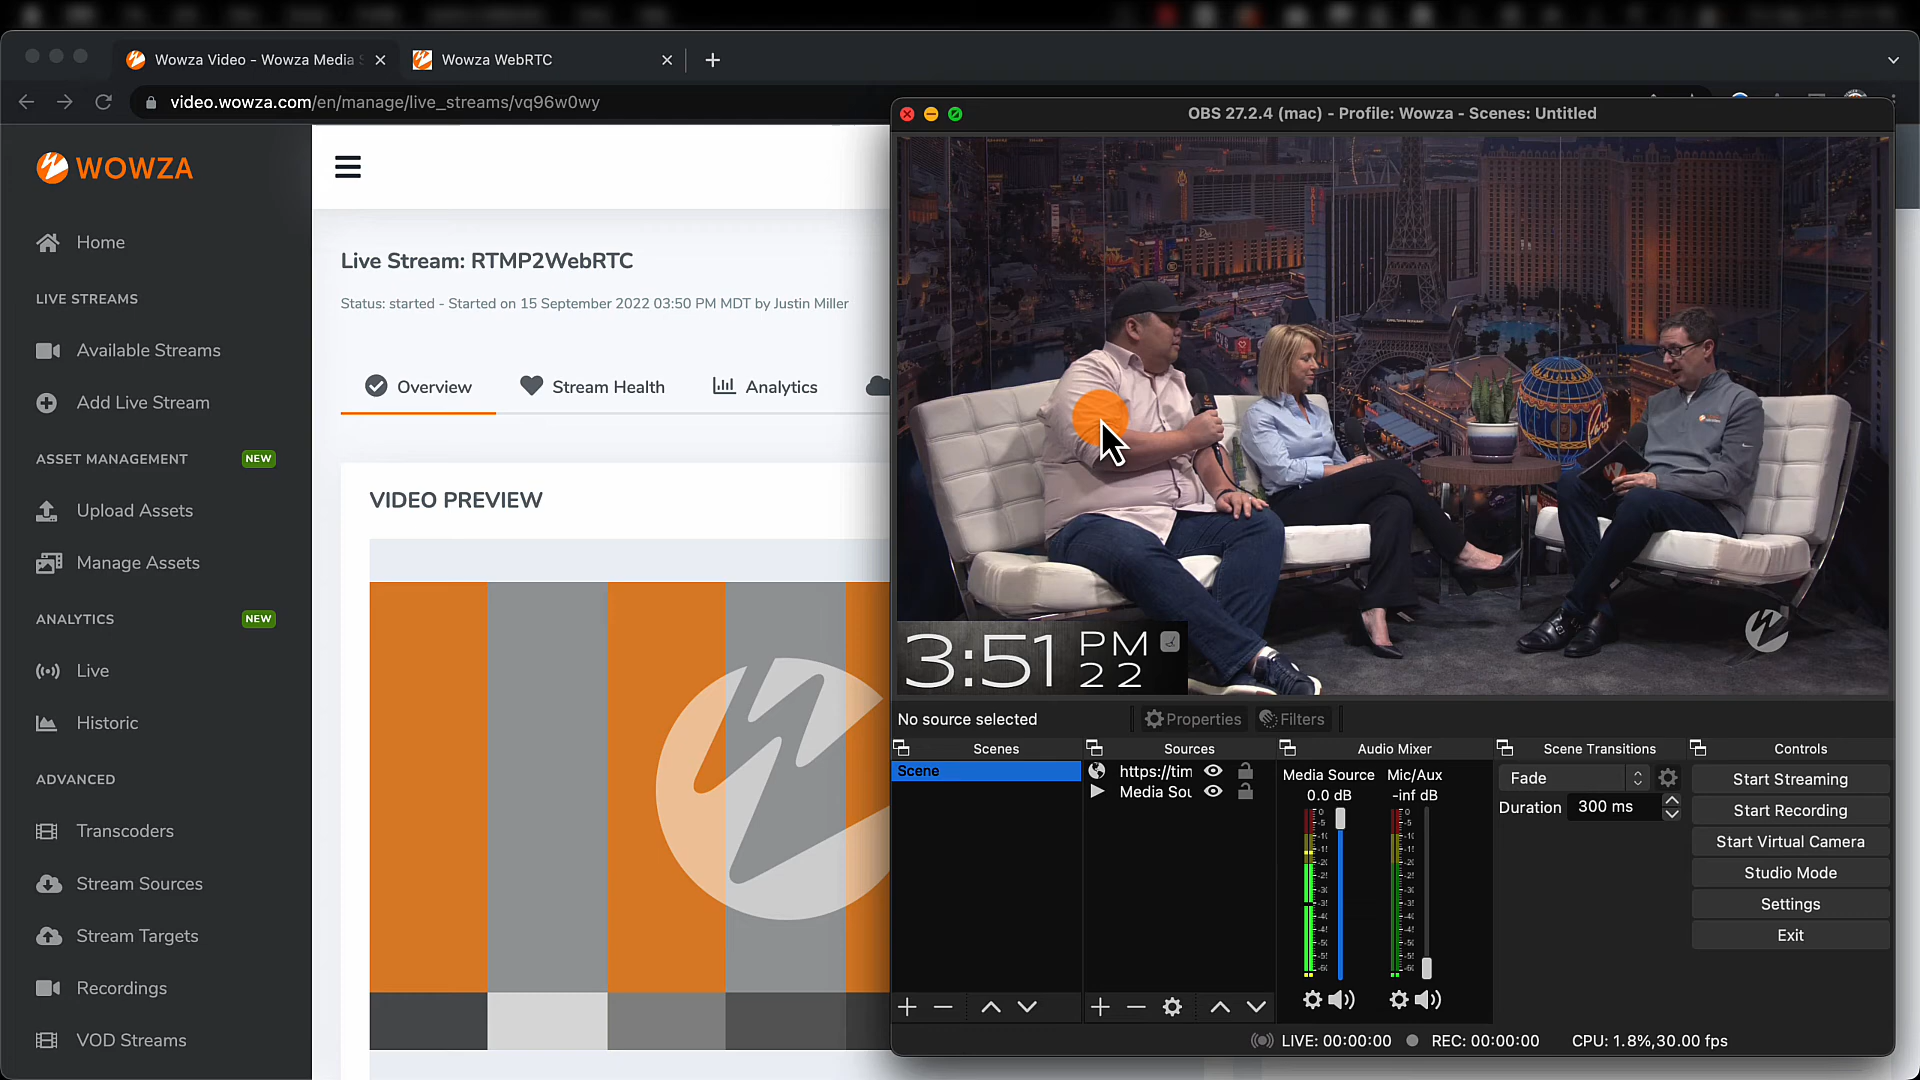 Wowza Video - Wowza Media S
Wowza WebRTC
video.wowza.com/en/manage/live_streams/vq96w0wy
WOWZA
Home
LIVE STREAMS
Available Streams
Add Live Stream
ASSET MANAGEMENT NEW
Upload Assets
Manage Assets
ANALYTICS NEW
Live
Historic
ADVANCED
Transcoders
Stream Sources
Stream Targets
Recordings
VOD Streams
Live Stream: RTMP2WebRTC
Status: started - Started on 15 September 2022 03:50 PM MDT by Justin Miller
Overview Stream Health Analytics
VIDEO PREVIEW
OBS 27.2.4 (mac) - Profile: Wowza - Scenes: Untitled
3:51 PM
22
No source selected Properties Filters
Scenes
Scene
Sources
https://tim
Media Sou
Audio Mixer
Media Source Mic/Aux
0.0 dB -inf dB
Scene Transitions
Fade
Duration 300 ms
Controls
Start Streaming
Start Recording
Start Virtual Camera
Studio Mode
Settings
Exit
LIVE: 00:00:00 REC: 00:00:00 CPU: 1.8%,30.00 fps